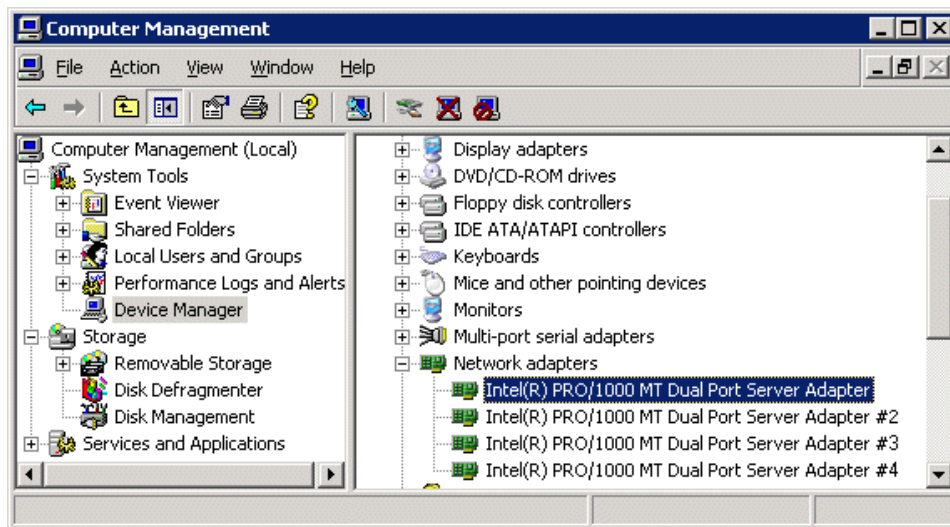 Computer Management
File Action View Window Help
Computer Management (Local)
System Tools
Event Viewer
Shared Folders
Local Users and Groups
Performance Logs and Alerts
Device Manager
Storage
Removable Storage
Disk Defragmenter
Disk Management
Services and Applications
Display adapters
DVD/CD-ROM drives
Floppy disk controllers
IDE ATA/ATAPI controllers
Keyboards
Mice and other pointing devices
Monitors
Multi-port serial adapters
Network adapters
Intel(R) PRO/1000 MT Dual Port Server Adapter
Intel(R) PRO/1000 MT Dual Port Server Adapter #2
Intel(R) PRO/1000 MT Dual Port Server Adapter #3
Intel(R) PRO/1000 MT Dual Port Server Adapter #4